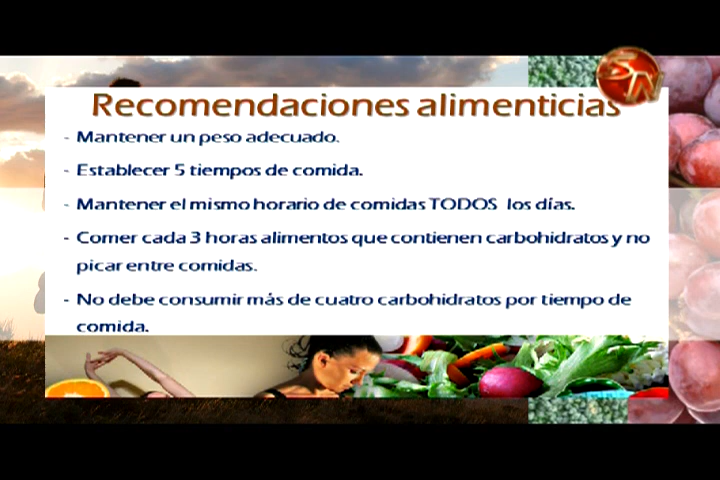 SN
Recomendaciones alimenticias
- Mantener un peso adecuado.
- Establecer 5 tiempos de comida.
- Mantener el mismo horario de comidas TODOS los días.
- Comer cada 3 horas alimentos que contienen carbohidratos y no
picar entre comidas.
- No debe consumir más de cuatro carbohidratos por tiempo de
comida.